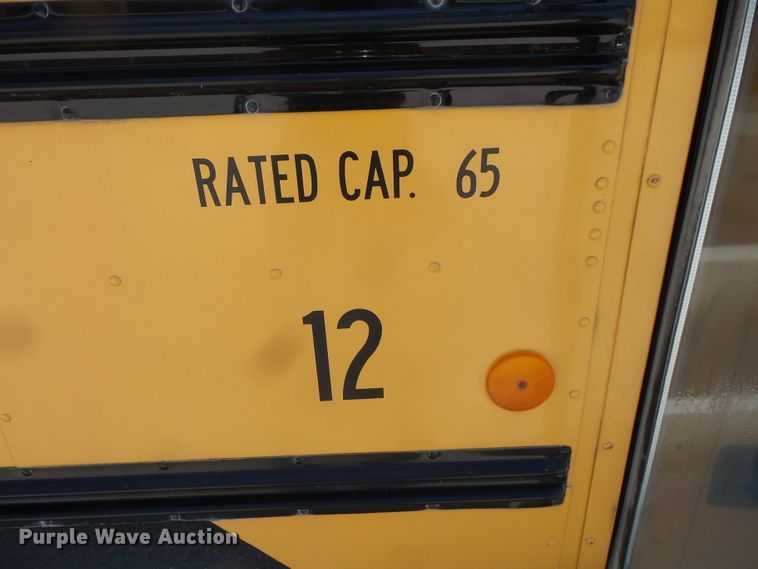 RATED CAP. 65
12
Purple Wave Auction